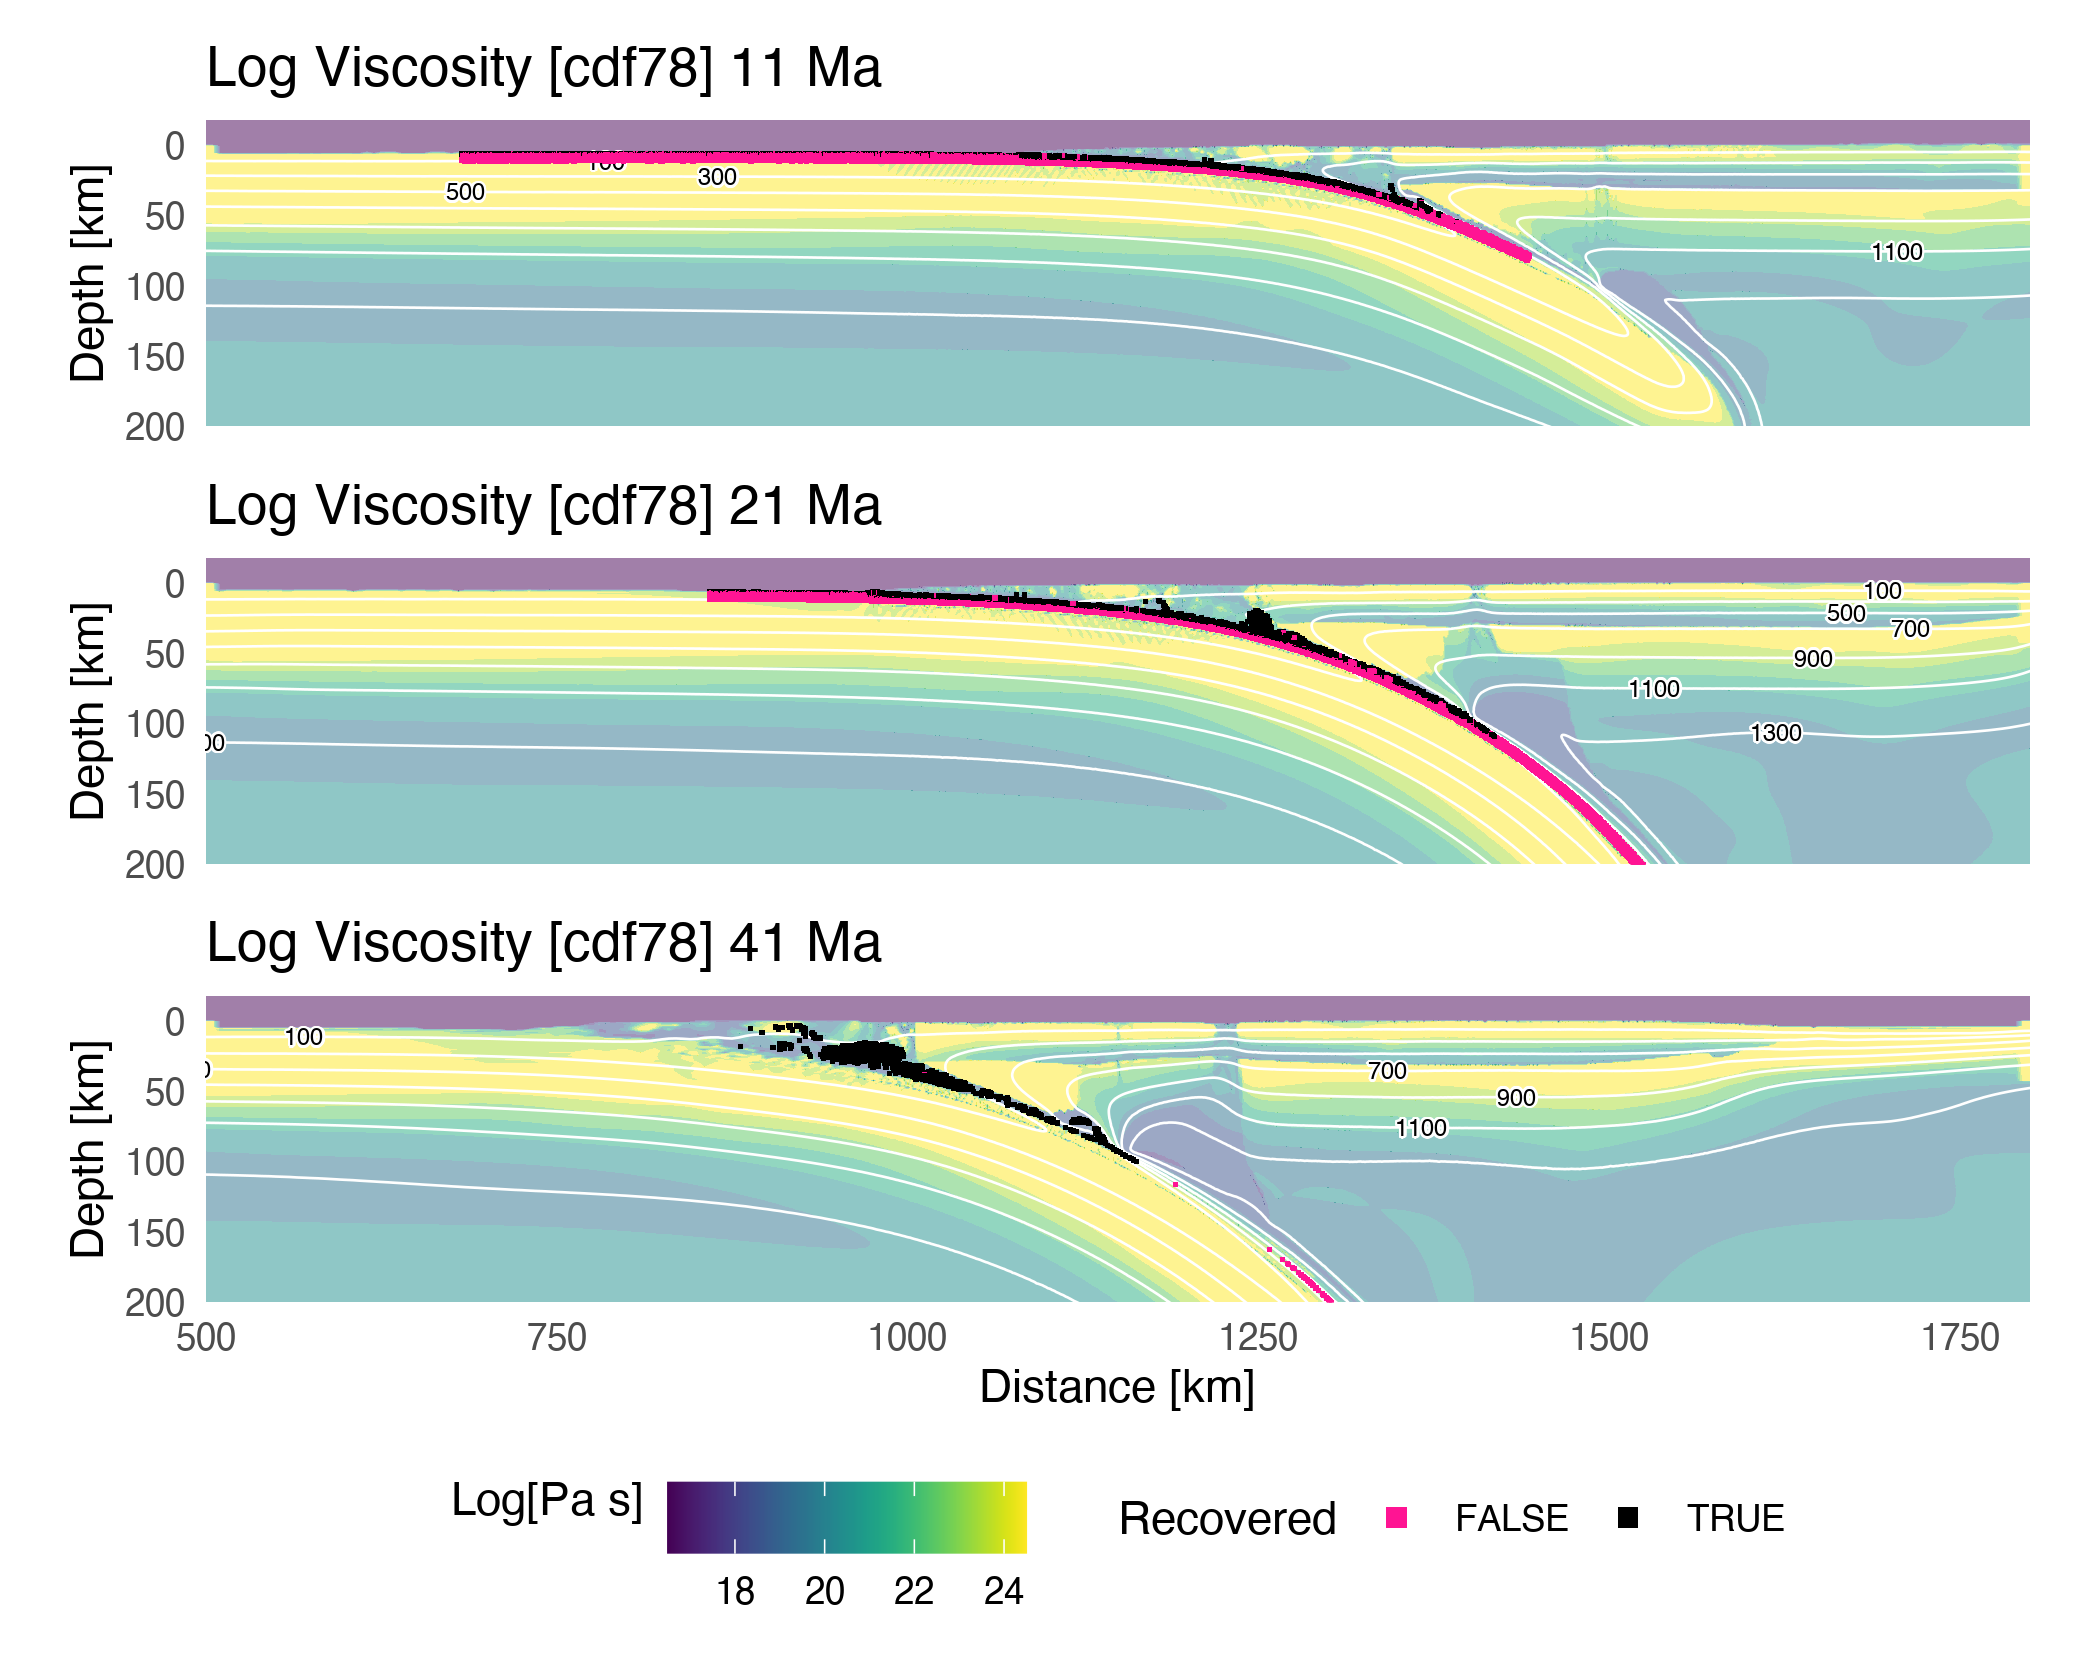 Log Viscosity [cdf78] 11 Ma
0
50
100
150
200
Depth [km]
100
300
500
1100
Log Viscosity [cdf78] 21 Ma
0
50
100
150
200
Depth [km]
100
500
700
900
1100
1300
00
Log Viscosity [cdf78] 41 Ma
0
50
100
150
200
Depth [km]
100
0
700
900
1100
500 750 1000 1250 1500 1750
Distance [km]
Log[Pa s]
18 20 22 24
Recovered FALSE TRUE